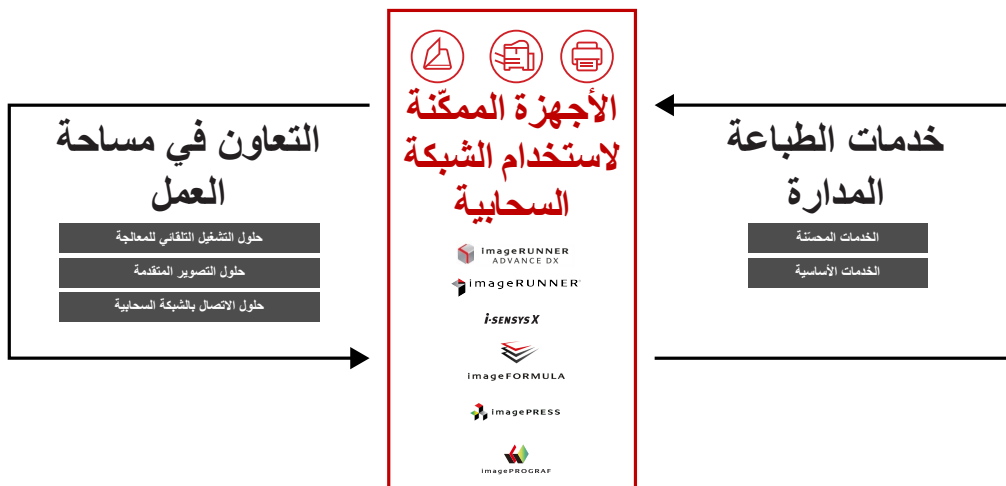 خدمات الطباعة
المدارة
الخدمات المحسّنة
الخدمات الأساسية
الأجهزة الممكّنة
لاستخدام الشبكة
السحابية
imageRUNNER
ADVANCE DX
imageRUNNER
i-SENSYS X
imageFORMULA
imagePRESS
imagePROGRAF
التعاون في مساحة
العمل
حلول التشغيل التلقائي للمعالجة
حلول التصوير المتقدمة
حلول الاتصال بالشبكة السحابية